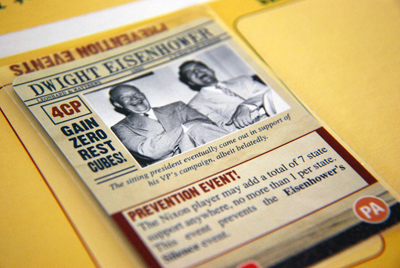 PREVENTION EVENTS
DWIGHT EISENHOWER
4CP
GAIN
ZERO
REST
CUBES!
The sitting president eventually came out in support of
his VP's campaign, albeit belatedly.
PREVENTION EVENT!
The Nixon player may add a total of 7 state
support anywhere, no more than 1 per state.
This event prevents the Eisenhower's
Silence event.
PA